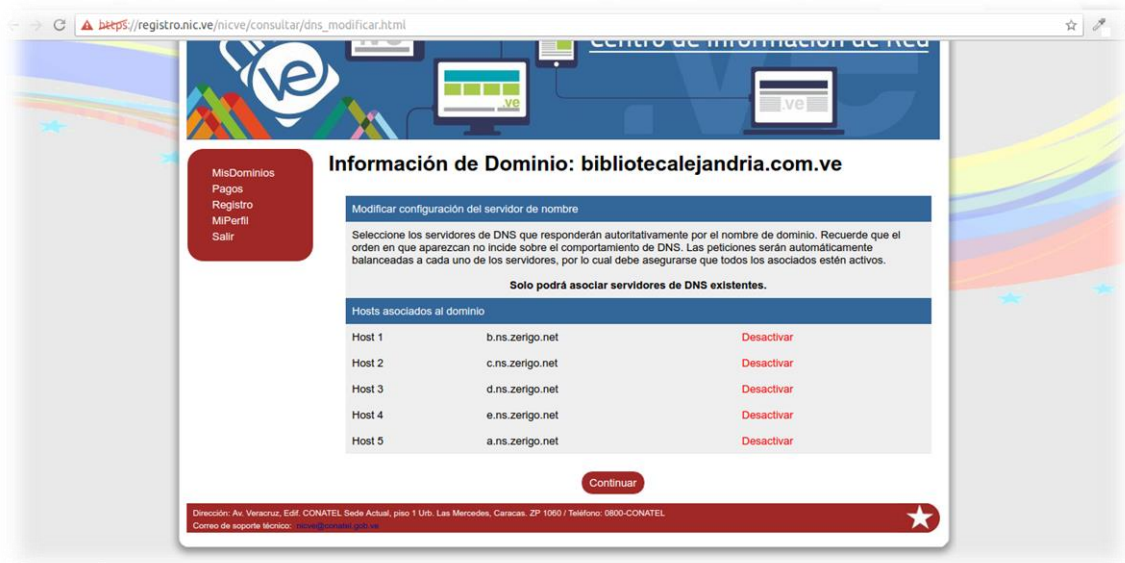 https://registro.nic.ve/nicve/consultar/dns_modificar.html
Centro de Información de Red
nic
.ve
ve
.ve
.ve
.ve
MisDominios
Pagos
Registro
MiPerfil
Salir
Información de Dominio: bibliotecalejandria.com.ve
Modificar configuración del servidor de nombre
Seleccione los servidores de DNS que responderán autoritativamente por el nombre de dominio. Recuerde que el
orden en que aparezcan no incide sobre el comportamiento de DNS. Las peticiones serán automáticamente
balanceadas a cada uno de los servidores, por lo cual debe asegurarse que todos los asociados estén activos.
Solo podrá asociar servidores de DNS existentes.
Hosts asociados al dominio
Host 1 b.ns.zerigo.net Desactivar
Host 2 c.ns.zerigo.net Desactivar
Host 3 d.ns.zerigo.net Desactivar
Host 4 e.ns.zerigo.net Desactivar
Host 5 a.ns.zerigo.net Desactivar
Continuar
Dirección: Av. Veracruz, Edif. CONATEL Sede Actual, piso 1 Urb. Las Mercedes, Caracas. ZP 1060 / Teléfono: 0800-CONATEL
Correo de soporte técnico: nicve@conatel.gob.ve